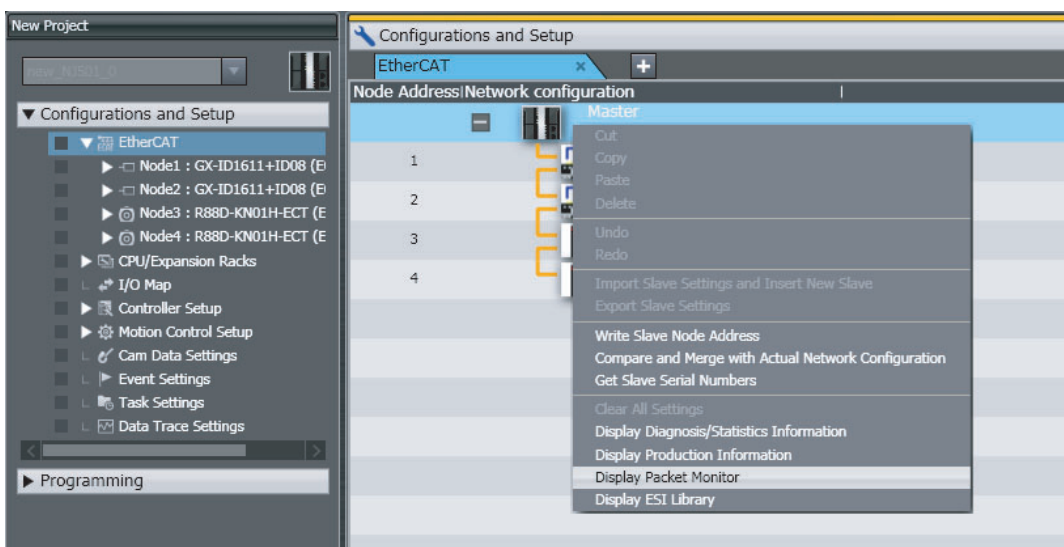 New Project
new_NJ501_0
Configurations and Setup
EtherCAT
Node1 : GX-ID1611+ID08 (E
Node2 : GX-ID1611+ID08 (E
Node3 : R88D-KN01H-ECT (E
Node4 : R88D-KN01H-ECT (E
CPU/Expansion Racks
I/O Map
Controller Setup
Motion Control Setup
Cam Data Settings
Event Settings
Task Settings
Data Trace Settings
Programming
Configurations and Setup
EtherCAT
Node Address Network configuration
Master
1
2
3
4
Cut
Copy
Paste
Delete
Undo
Redo
Import Slave Settings and Insert New Slave
Export Slave Settings
Write Slave Node Address
Compare and Merge with Actual Network Configuration
Get Slave Serial Numbers
Clear All Settings
Display Diagnosis/Statistics Information
Display Production Information
Display Packet Monitor
Display ESI Library